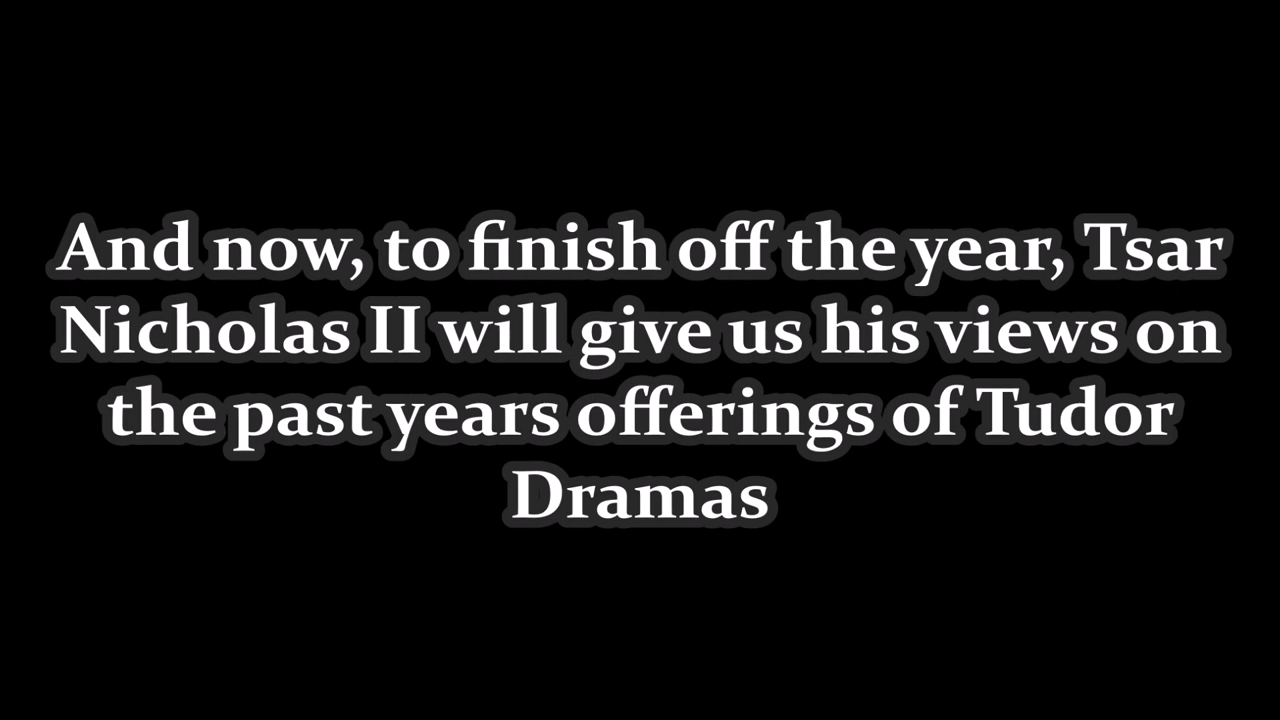 And now, to finish off the year, Tsar
Nicholas II will give us his views on
the past years offerings of Tudor
Dramas